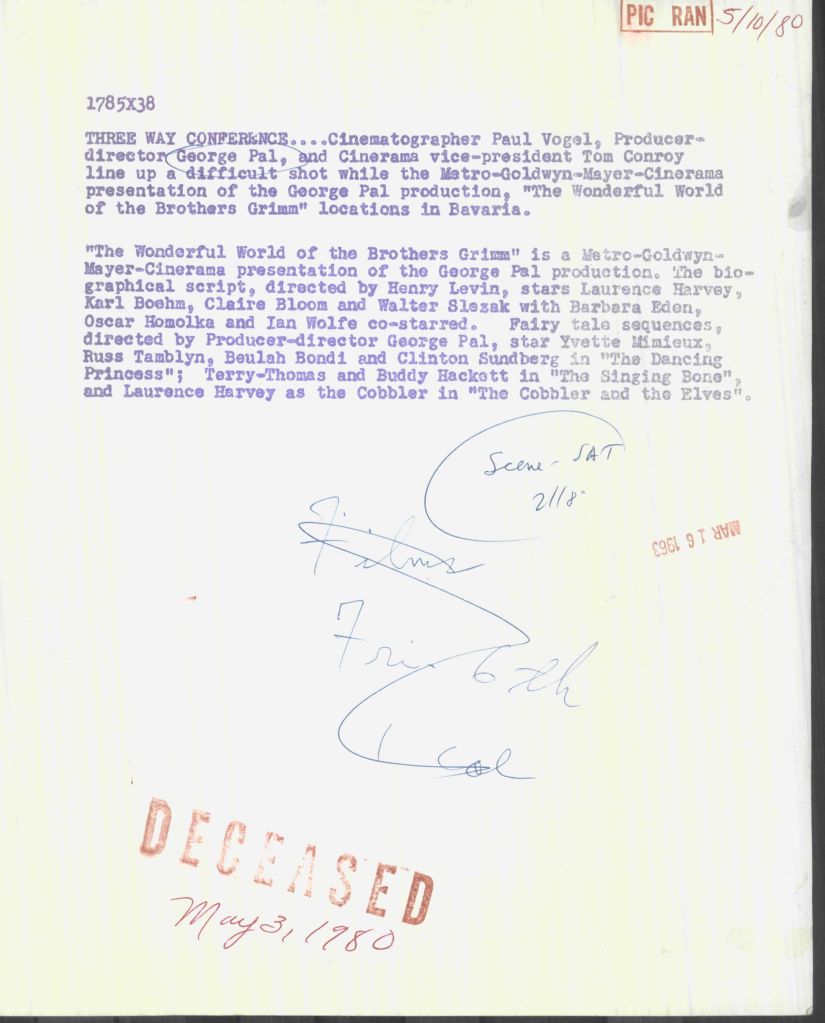 PIC RAN 5/10/80
1785X38
THREE WAY CONFERENCE....Cinematographer Paul Vogel, Producer-
director George Pal, and Cinerama vice-president Tom Conroy
line up a difficult shot while the Metro-Goldwyn-Mayer-Cinerama
presentation of the George Pal production, "The Wonderful World
of the Brothers Grimm" locations in Bavaria.
"The Wonderful World of the Brothers Grimm" is a Metro-Goldwyn-
Mayer-Cinerama presentation of the George Pal production. The bio-
graphical script, directed by Henry Levin, stars Laurence Harvey,
Karl Boehm, Claire Bloom and Walter Slezak with Barbara Eden,
Oscar Homolka and Ian Wolfe co-starred. Fairy tale sequences,
directed by Producer-director George Pal, star Yvette Mimieux,
Russ Tamblyn, Beulah Bondi and Clinton Sundberg in "The Dancing
Princess"; Terry-Thomas and Buddy Hackett in "The Singing Bone",
and Laurence Harvey as the Cobbler in "The Cobbler and the Elves".
Scene - SAT
MAR 16 1963
Films
Fri. 6th
1 col
DECEASED
May 3, 1980